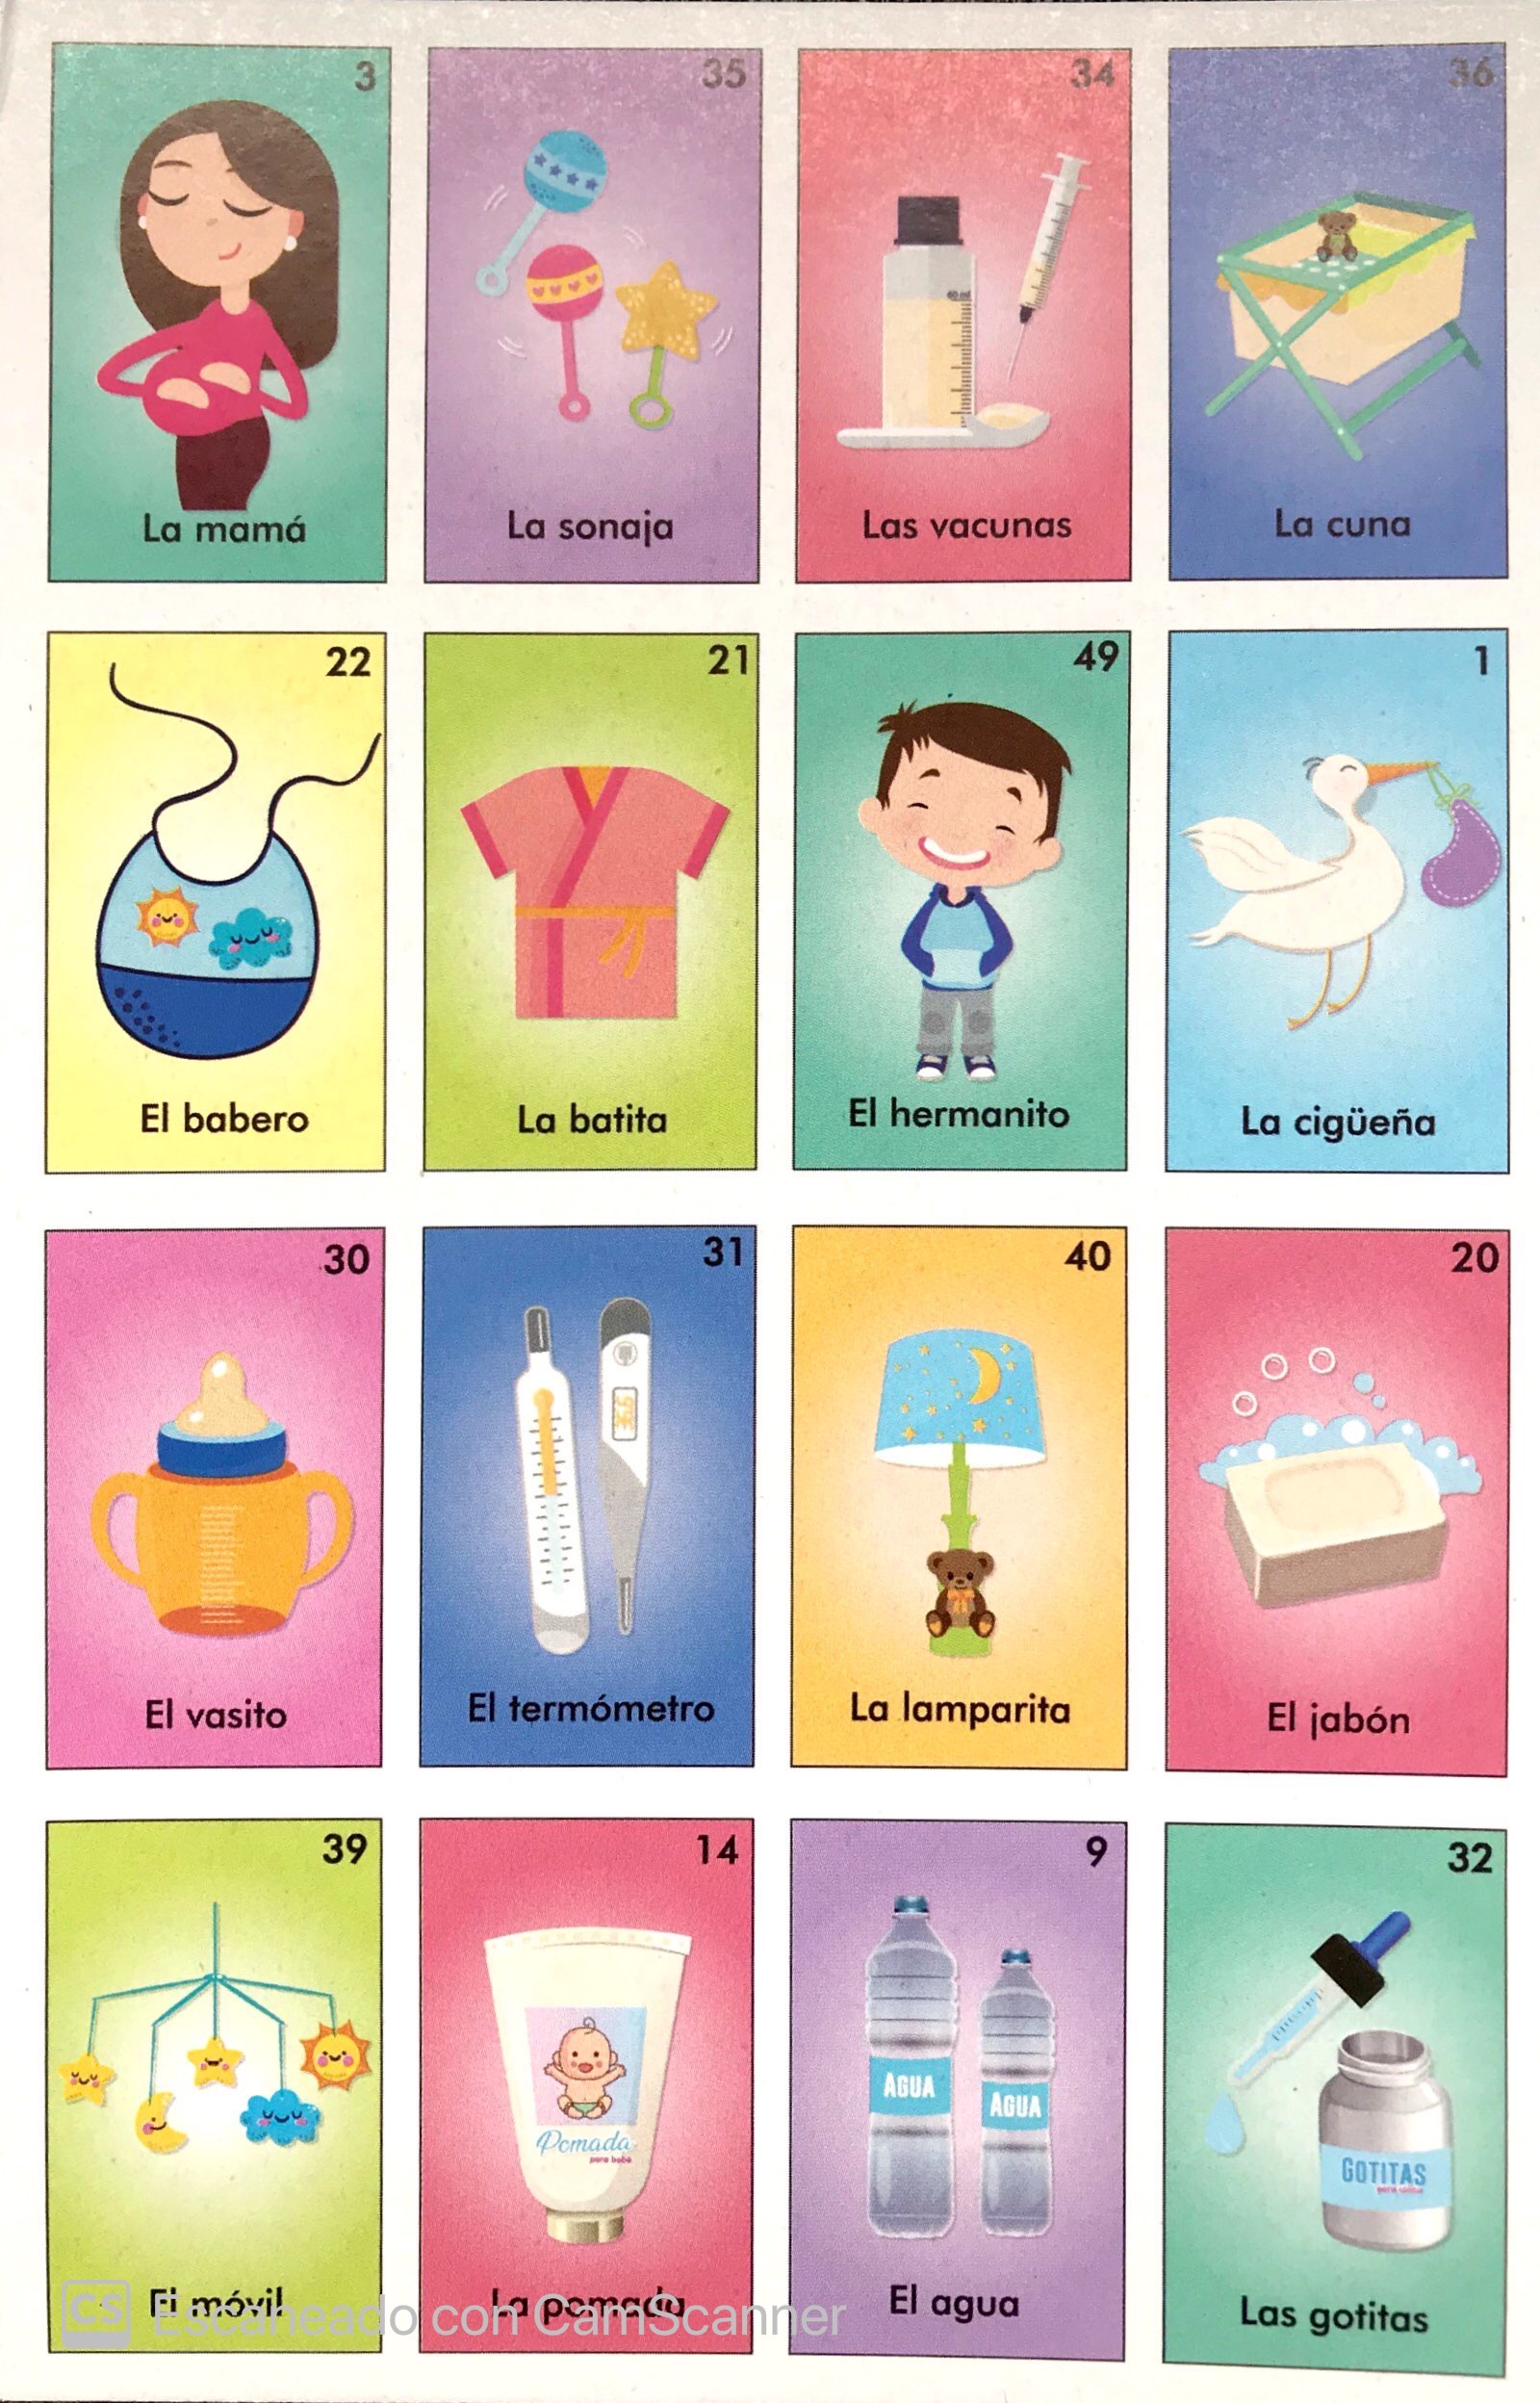 3
La mamá
35
La sonaja
34
Las vacunas
36
La cuna
22
El babero
21
La batita
49
El hermanito
1
La cigüeña
30
El vasito
31
El termómetro
40
La lamparita
20
El jabón
39
El móvil
14
Pomada
para bebé
La pomada
9
AGUA
AGUA
El agua
32
GOTITAS
Las gotitas
CS Escaneado con CamScanner